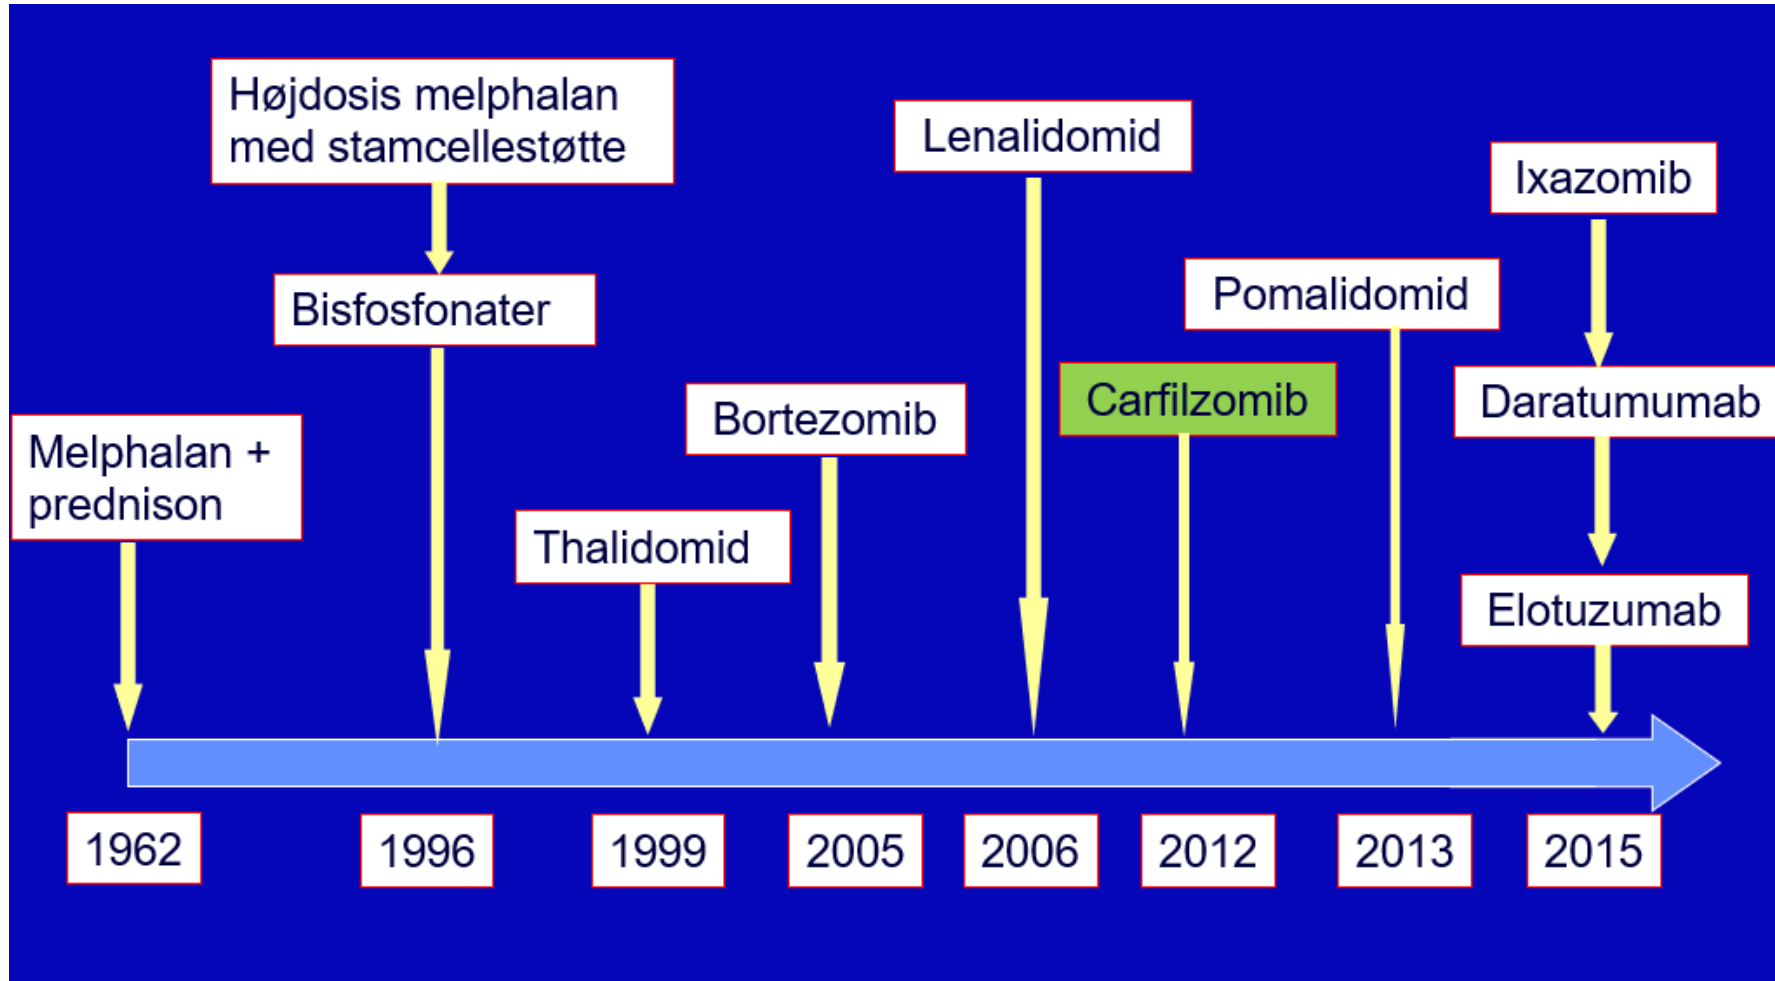 Højdosis melphalan
med stamcellestøtte
Bisfosfonater
Melphalan +
prednison
Thalidomid
Bortezomib
Lenalidomid
Carfilzomib
Pomalidomid
Ixazomib
Daratumumab
Elotuzumab
1962
1996
1999
2005
2006
2012
2013
2015